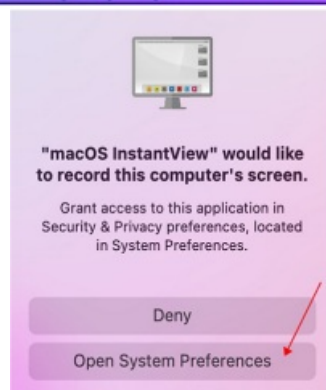 "macOS InstantView" would like
to record this computer's screen.
Grant access to this application in
Security & Privacy preferences, located
in System Preferences.
Deny
Open System Preferences